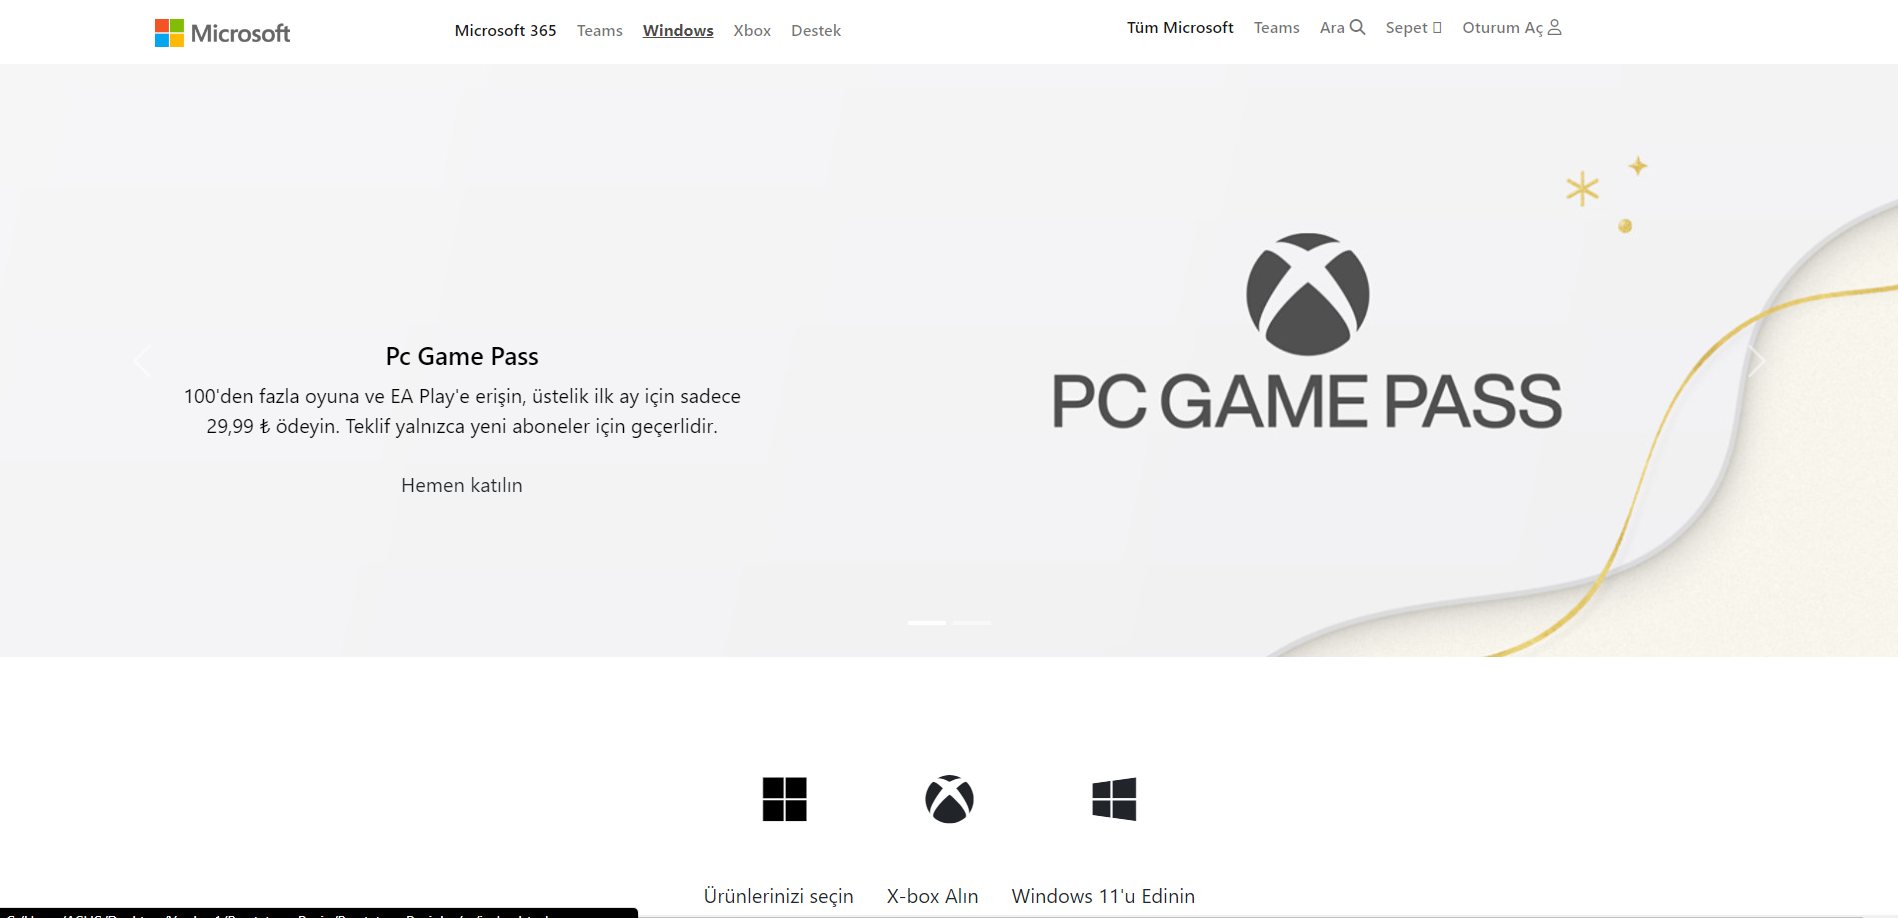 Microsoft
Microsoft 365 Teams Windows Xbox Destek
Tüm Microsoft Teams Ara Sepet Oturum Aç
Pc Game Pass
100'den fazla oyuna ve EA Play'e erişin, üstelik ilk ay için sadece
29,99 ₺ ödeyin. Teklif yalnızca yeni aboneler için geçerlidir.
Hemen katılın
PC GAME PASS
Ürünlerinizi seçin X-box Alın Windows 11'u Edinin